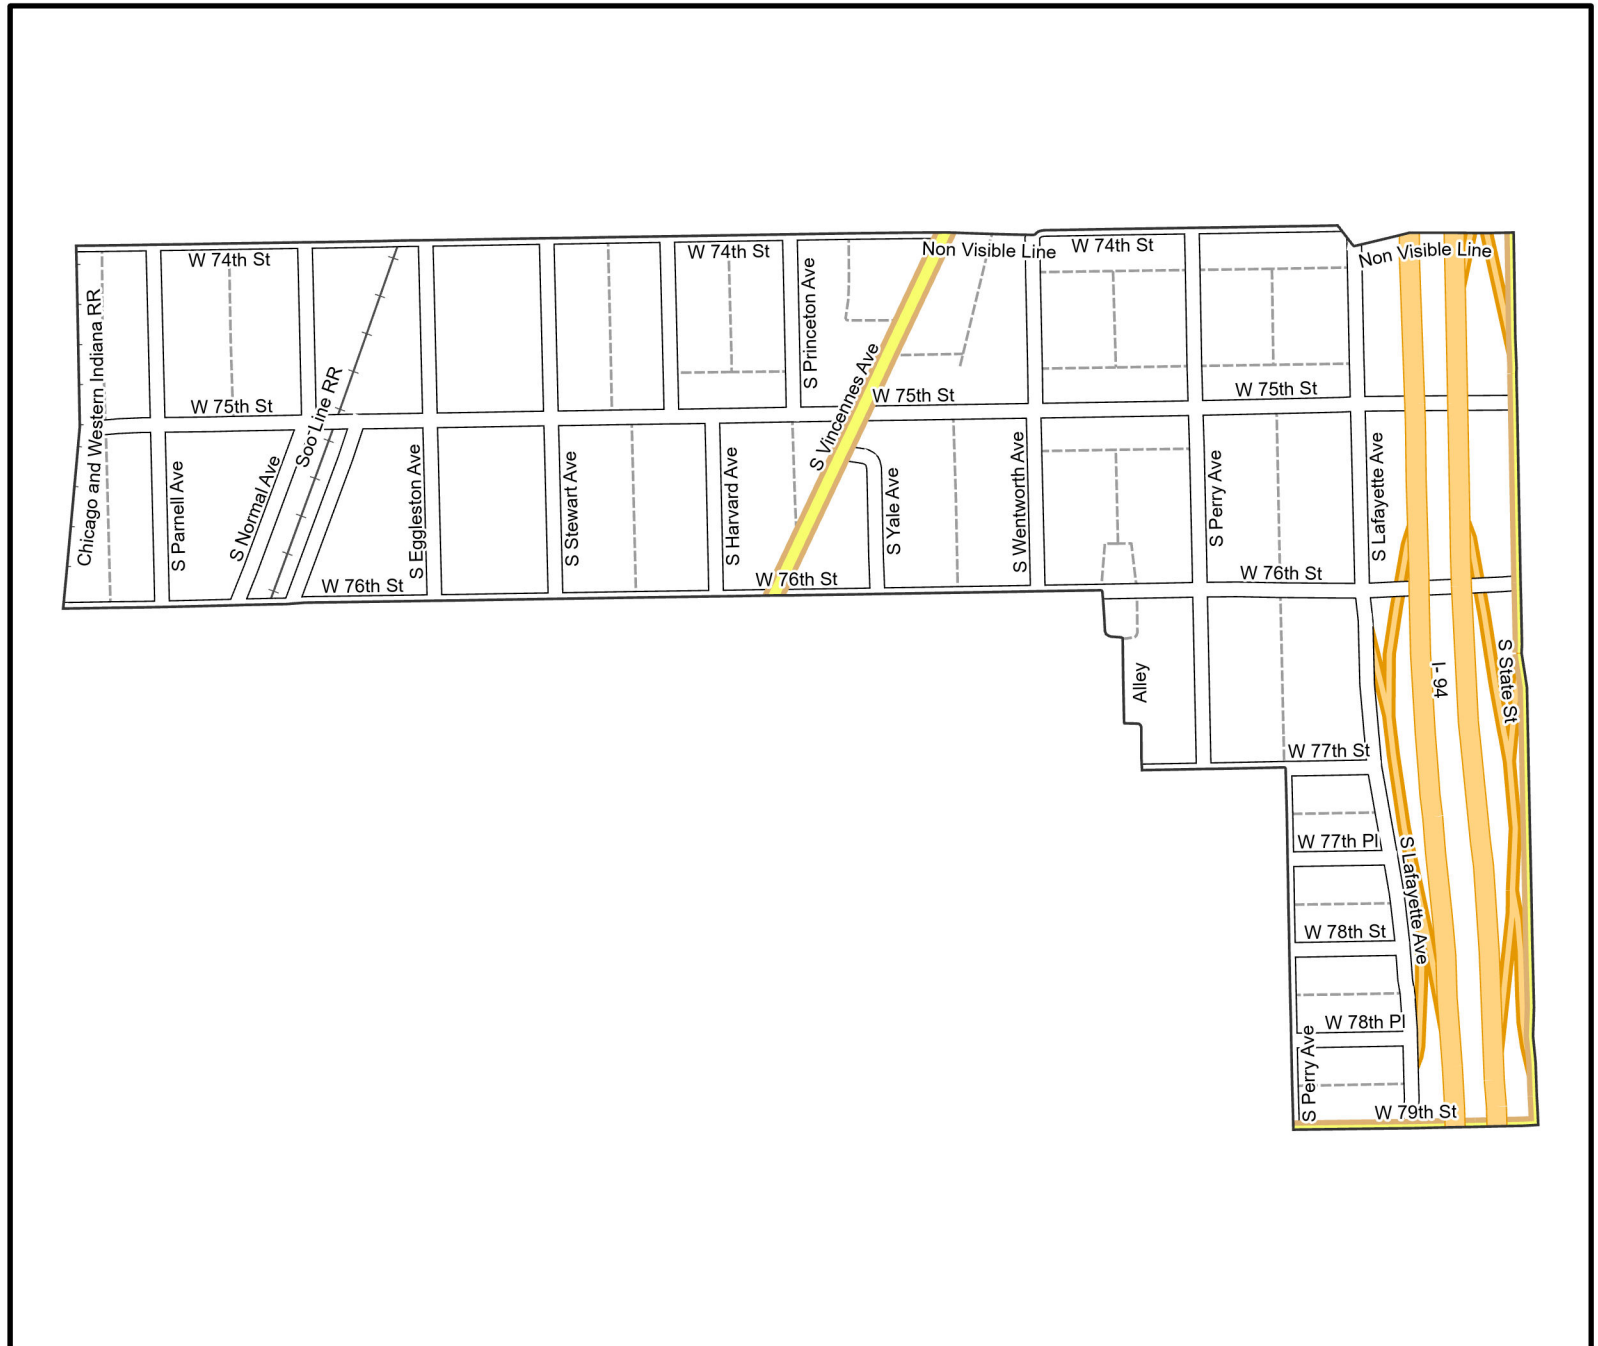 W 74th St
W 74th St
Non Visible Line
W 74th St
Non Visible Line
Chicago and Western Indiana RR
S Princeton Ave
Soo Line RR
S Vincennes Ave
W 75th St
W 75th St
W 75th St
S Parnell Ave
S Normal Ave
S Eggleston Ave
S Stewart Ave
S Harvard Ave
S Yale Ave
S Wentworth Ave
S Perry Ave
S Lafayette Ave
W 76th St
W 76th St
W 76th St
Alley
I- 94
S State St
W 77th St
W 77th Pl
S Lafayette Ave
W 78th St
W 78th Pl
S Perry Ave
W 79th St